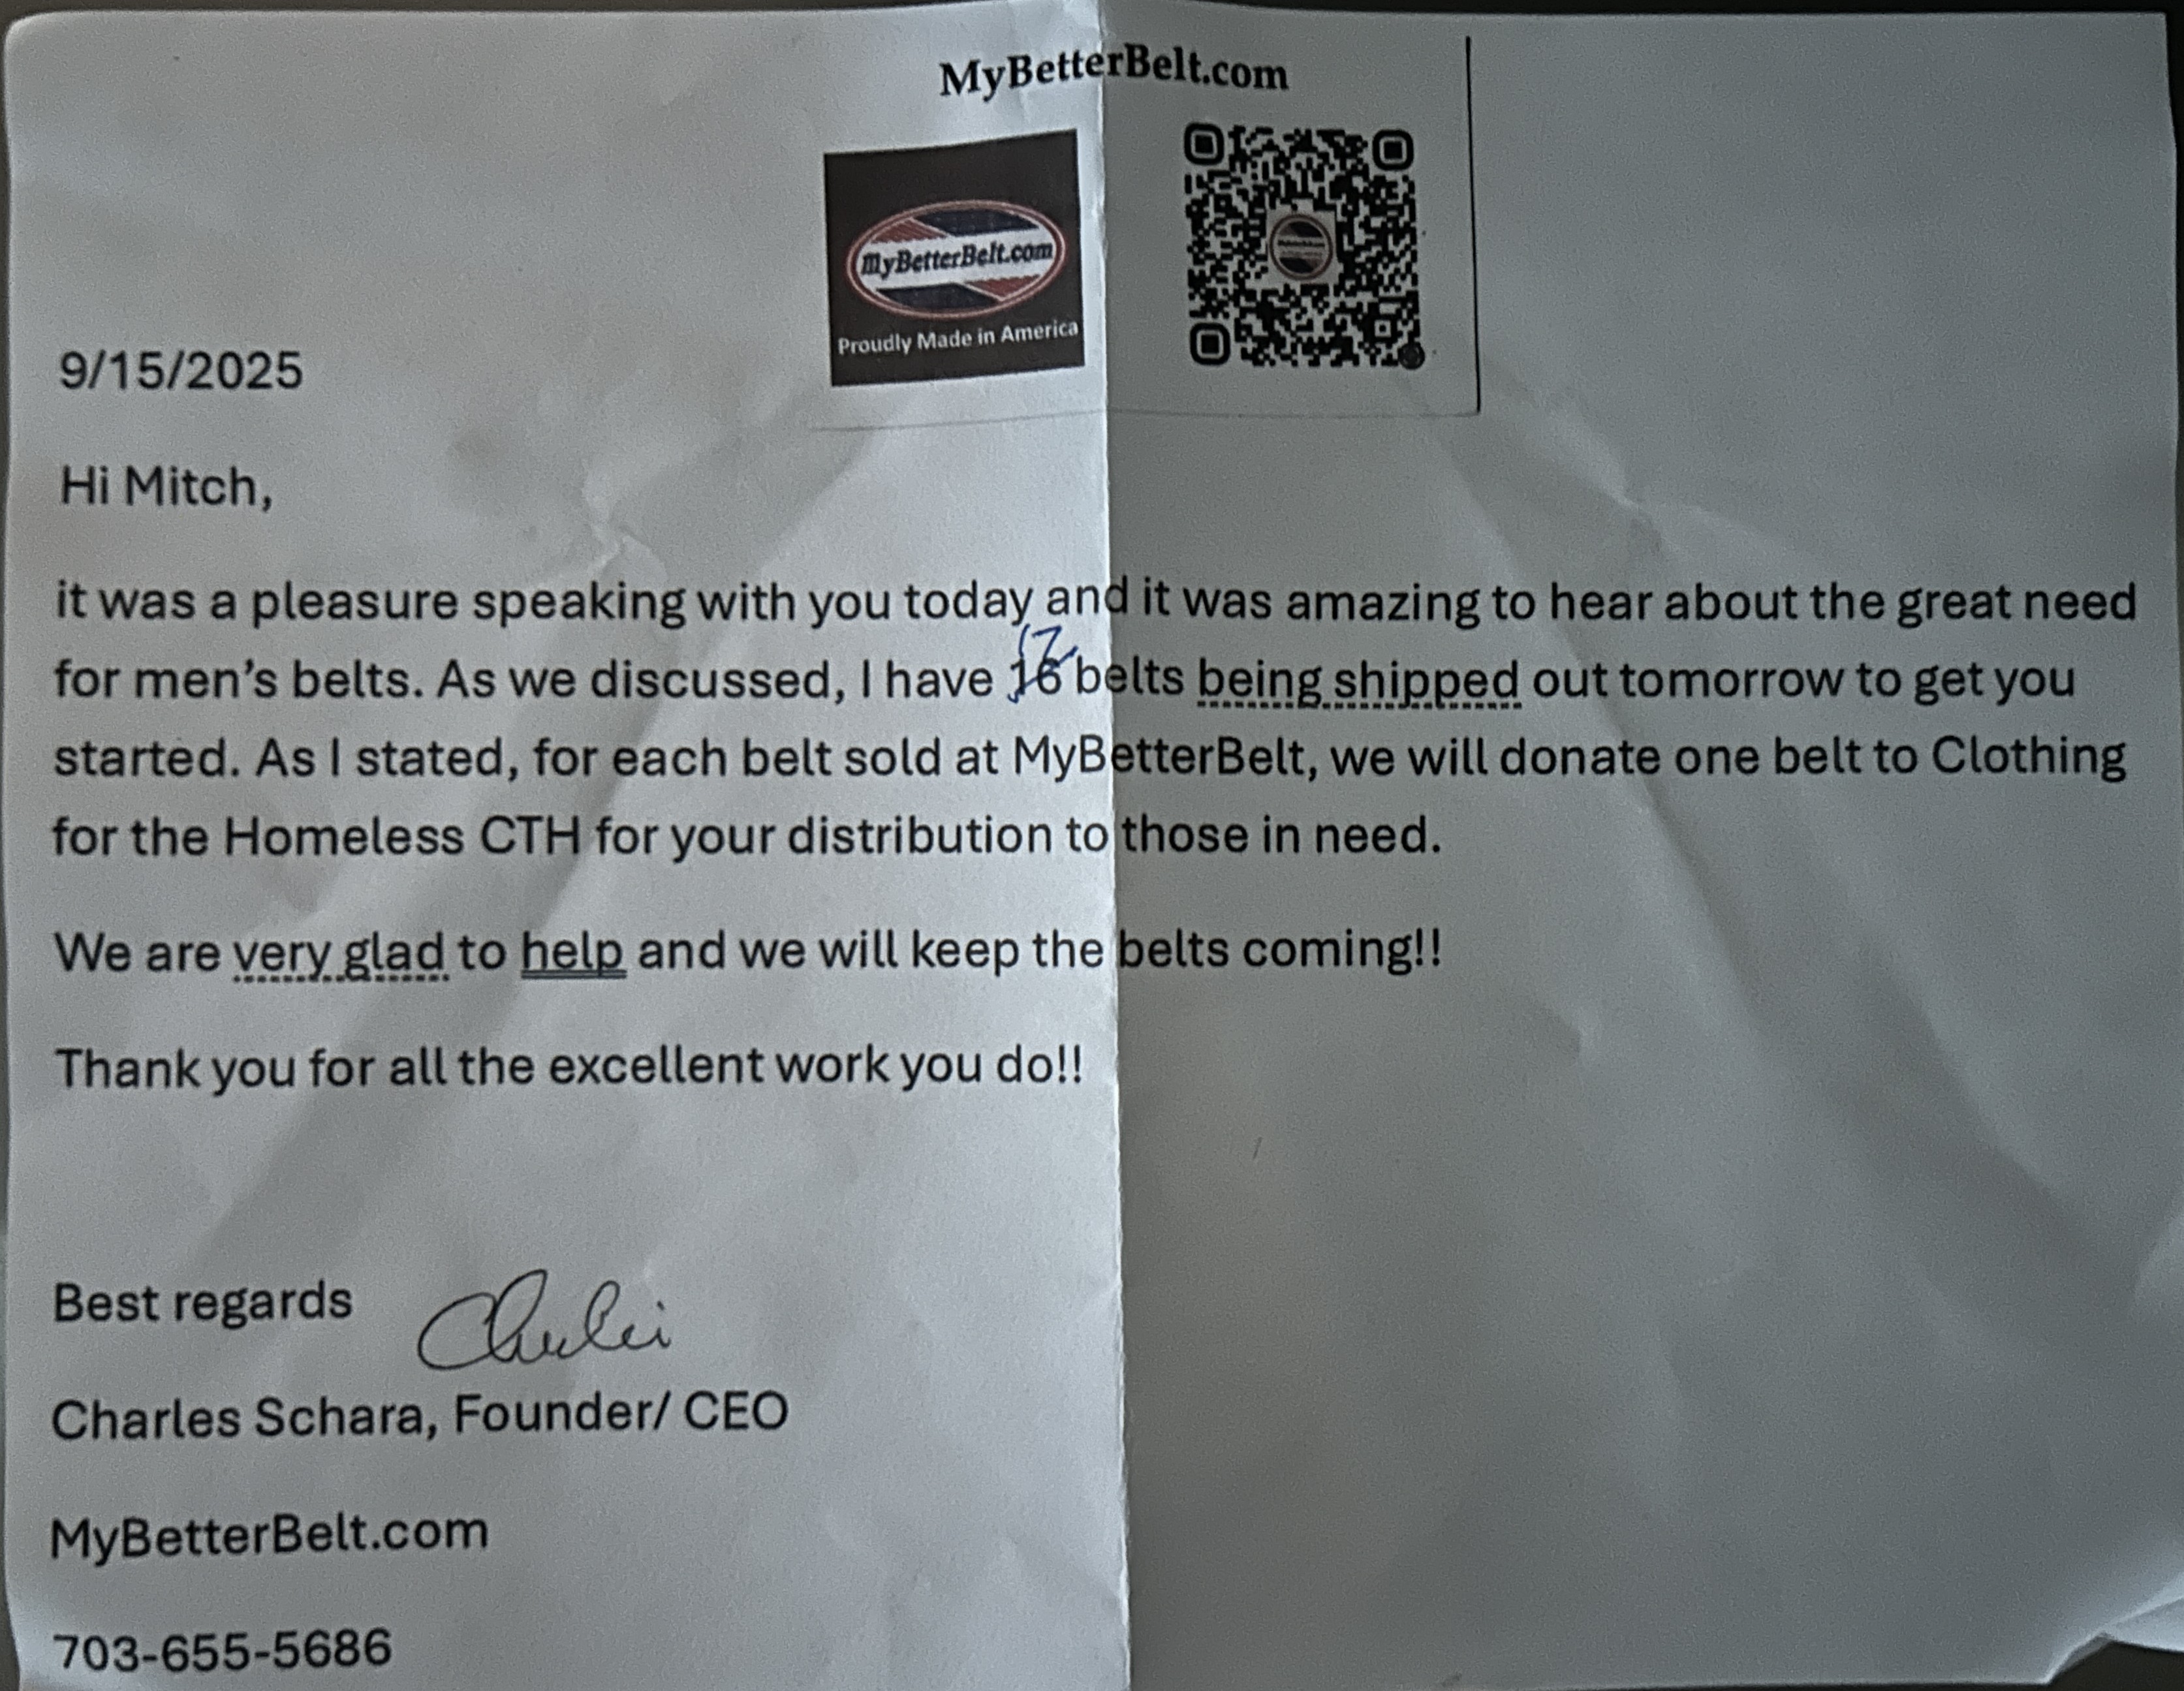 MyBetterBelt.com
MyBetterBelt.com
Proudly Made in America
9/15/2025
Hi Mitch,
it was a pleasure speaking with you today and it was amazing to hear about the great need
17
for men’s belts. As we discussed, I have 16 belts being shipped out tomorrow to get you
started. As I stated, for each belt sold at MyBetterBelt, we will donate one belt to Clothing
for the Homeless CTH for your distribution to those in need.
We are very glad to help and we will keep the belts coming!!
Thank you for all the excellent work you do!!
Best regards
Charlie
Charles Schara, Founder/ CEO
MyBetterBelt.com
703-655-5686